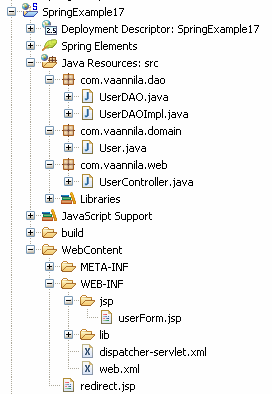 SpringExample17
Deployment Descriptor: SpringExample17
Spring Elements
Java Resources: src
com.vaannila.dao
UserDAO.java
UserDAOImpl.java
com.vaannila.domain
User.java
com.vaannila.web
UserController.java
Libraries
JavaScript Support
build
WebContent
META-INF
WEB-INF
jsp
userForm.jsp
lib
dispatcher-servlet.xml
web.xml
redirect.jsp